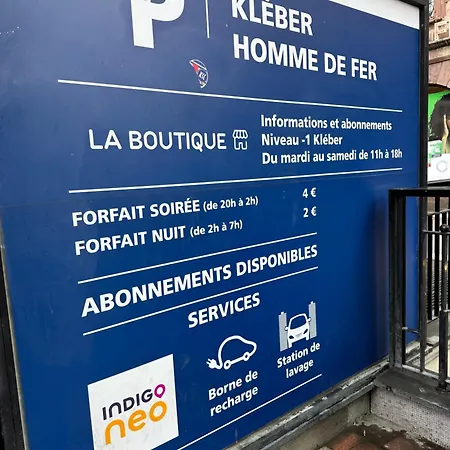 P
KLÉBER
HOMME DE FER
LA BOUTIQUE
Informations et abonnements
Niveau -1 Kléber
Du mardi au samedi de 11h à 18h
FORFAIT SOIRÉE (de 20h à 2h) 4 €
FORFAIT NUIT (de 2h à 7h) 2 €
ABONNEMENTS DISPONIBLES
SERVICES
Borne de
recharge
Station de
lavage
INDIGO
neo